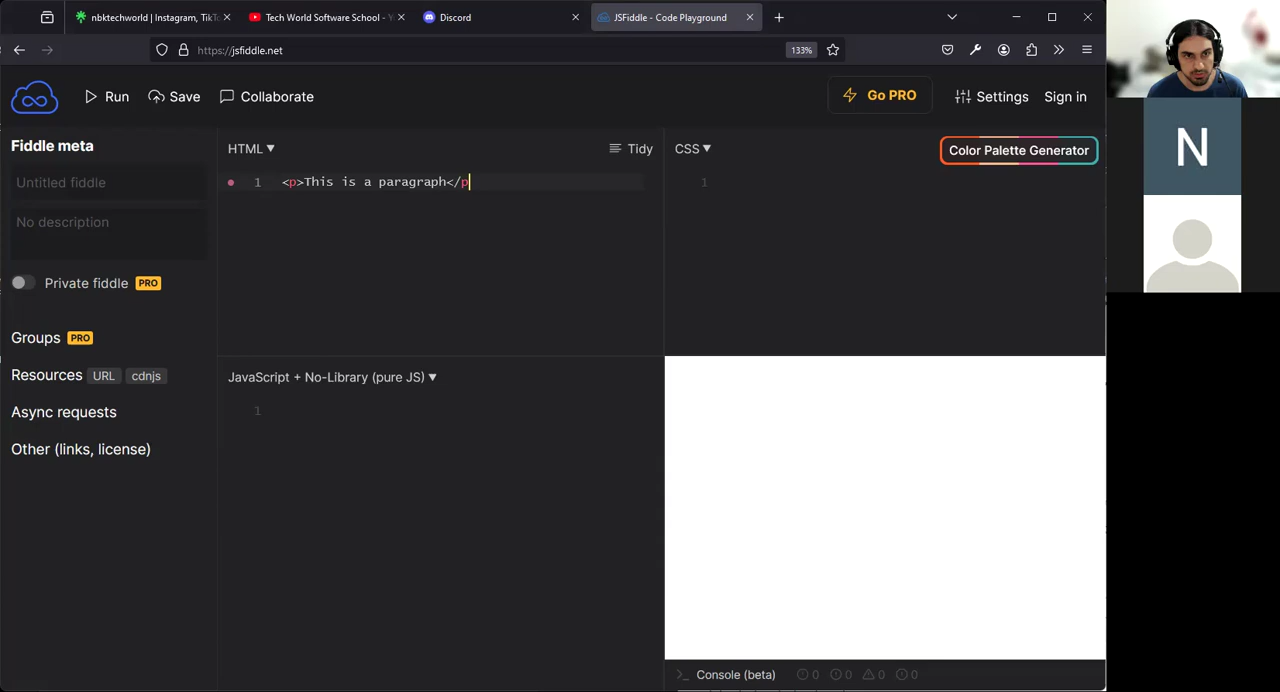 nbktechworld | Instagram, TikTo
Tech World Software School - Y
Discord
JSFiddle - Code Playground
https://jsfiddle.net
133%
Run
Save
Collaborate
Go PRO
Settings
Sign in
Fiddle meta
Untitled fiddle
No description
Private fiddle PRO
Groups PRO
Resources URL cdnjs
Async requests
Other (links, license)
HTML
Tidy
1 <p>This is a paragraph</p
CSS
Color Palette Generator
1
JavaScript + No-Library (pure JS)
1
Console (beta) 0 0 0 0
N